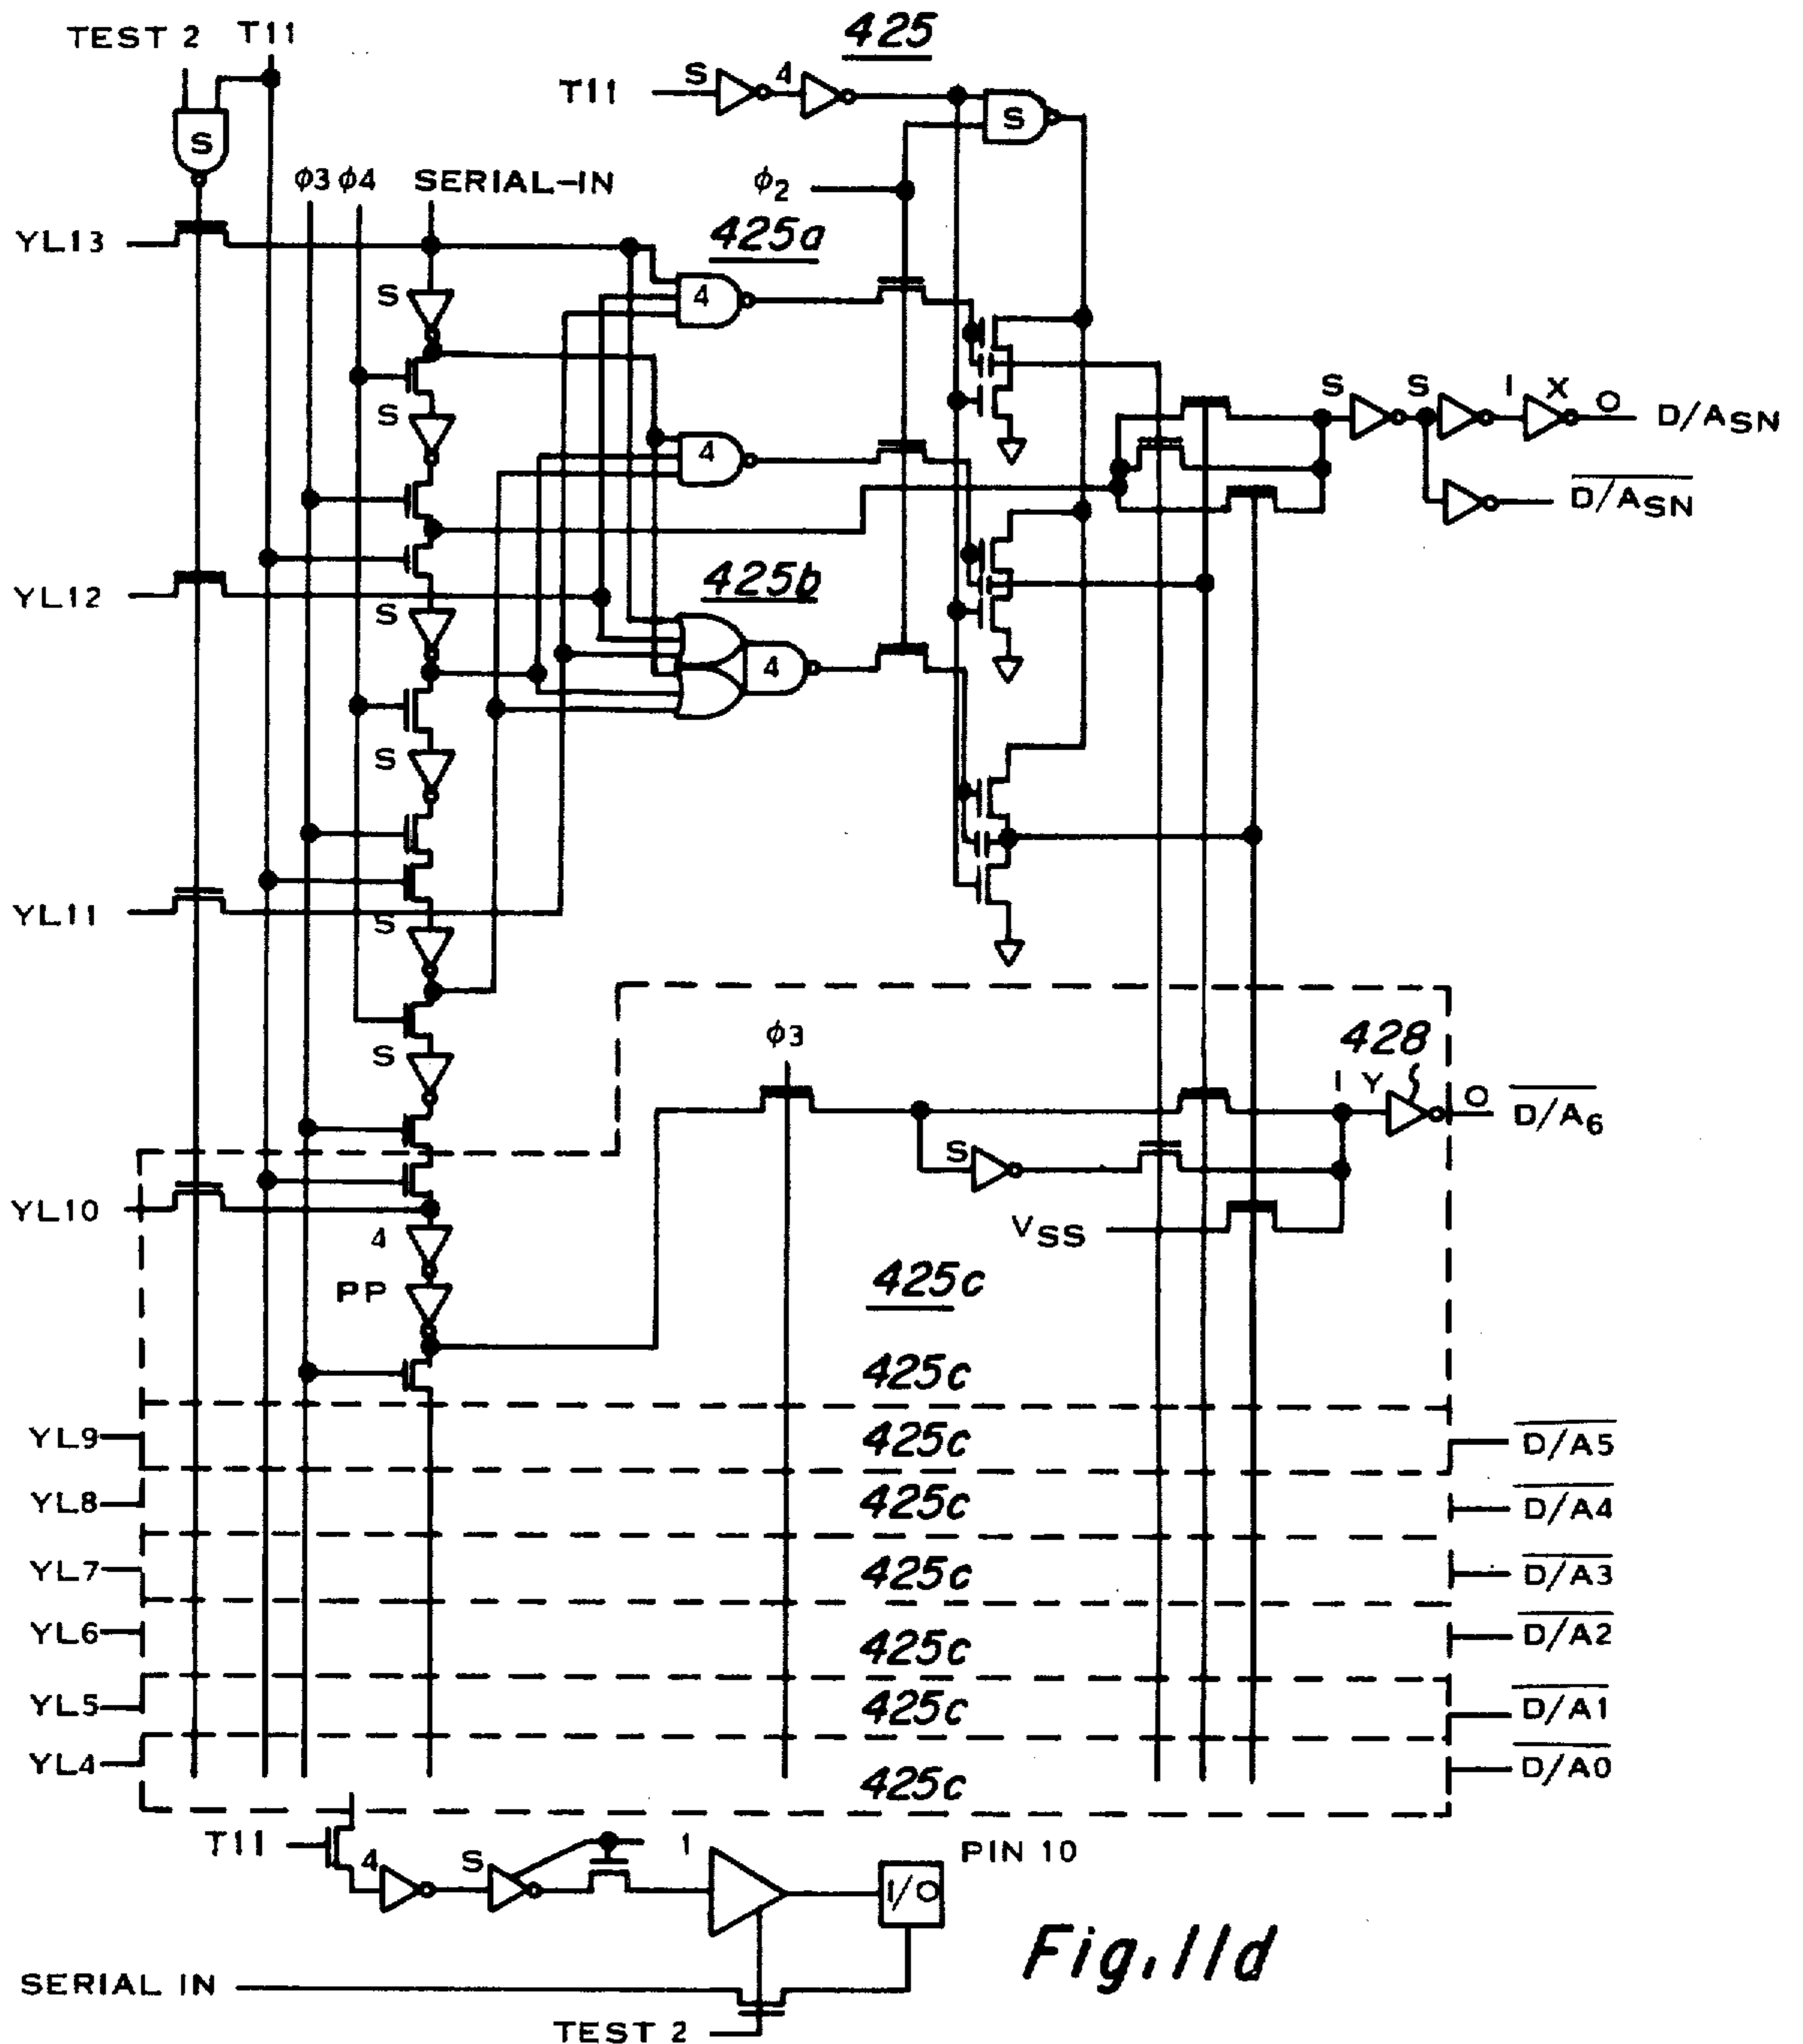 TEST 2 T11 425
T11 S 4
S
S
φ3 φ4 SERIAL-IN φ2
YL13 425a
S
4
S S 1 X 0 D/ASN
S
4
D/ASN
YL12 425b
S
4
S
YL11
S
φ3 428
S 1 Y 0 D/A6
S
YL10
4 VSS
PP 425c
425c
YL9 425c D/A5
YL8 425c D/A4
YL7 425c D/A3
YL6 425c D/A2
YL5 425c D/A1
YL4 425c D/A0
T11 4 S 1 PIN 10
I/O
Fig. 11d
SERIAL IN
TEST 2